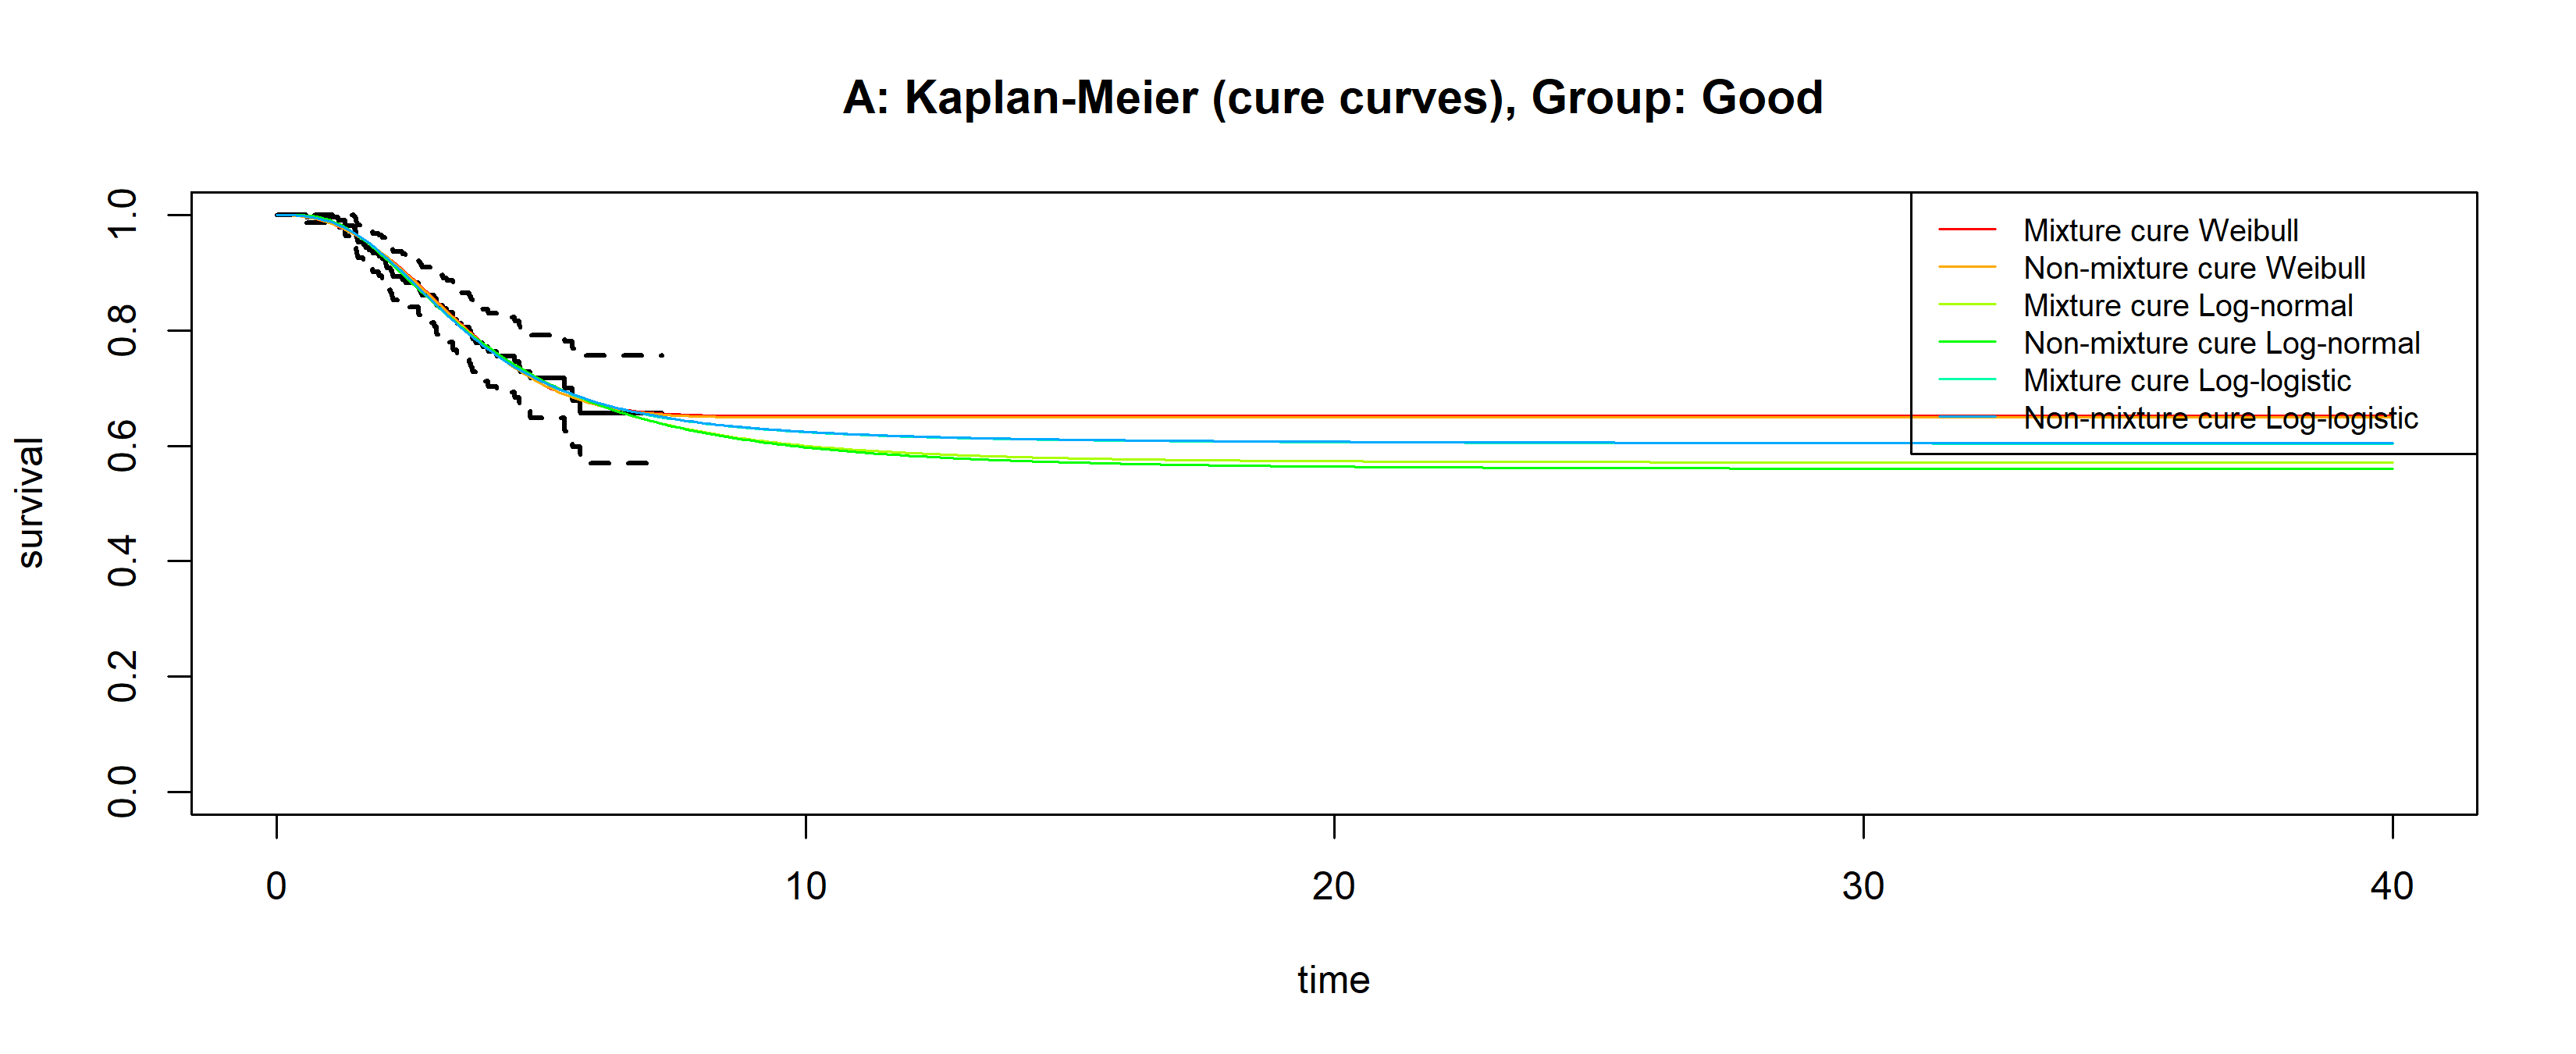 A: Kaplan-Meier (cure curves), Group: Good
survival
1.0
0.8
0.6
0.4
0.2
0.0
Mixture cure Weibull
Non-mixture cure Weibull
Mixture cure Log-normal
Non-mixture cure Log-normal
Mixture cure Log-logistic
Non-mixture cure Log-logistic
0 10 20 30 40
time